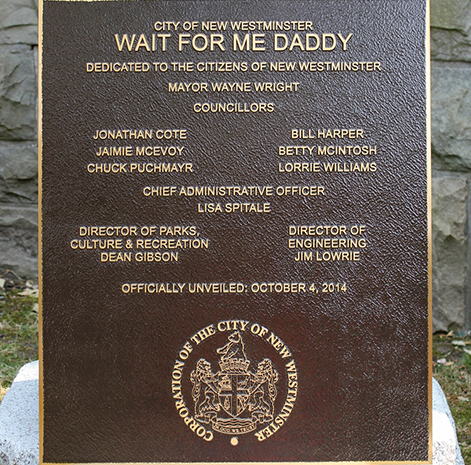 CITY OF NEW WESTMINSTER
WAIT FOR ME DADDY
DEDICATED TO THE CITIZENS OF NEW WESTMINSTER
MAYOR WAYNE WRIGHT
COUNCILLORS
JONATHAN COTE BILL HARPER
JAIMIE MCEVOY BETTY MCINTOSH
CHUCK PUCHMAYR LORRIE WILLIAMS
CHIEF ADMINISTRATIVE OFFICER
LISA SPITALE
DIRECTOR OF PARKS, DIRECTOR OF
CULTURE & RECREATION ENGINEERING
DEAN GIBSON JIM LOWRIE
OFFICIALLY UNVEILED: OCTOBER 4, 2014
CORPORATION OF THE CITY OF NEW WESTMINSTER